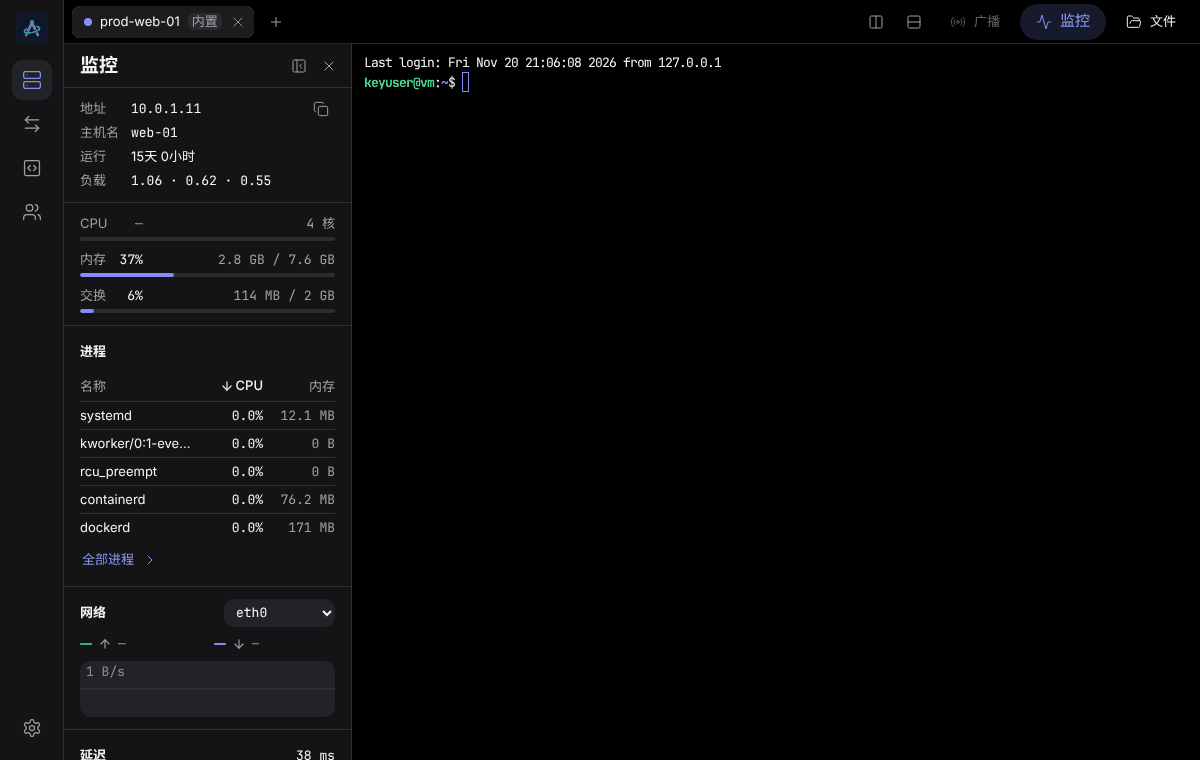 prod-web-01 内置
广播
监控
文件
监控
地址 10.0.1.11
主机名 web-01
运行 15天 0小时
负载 1.06 · 0.62 · 0.55
CPU — 4 核
内存 37% 2.8 GB / 7.6 GB
交换 6% 114 MB / 2 GB
进程
名称 ↓ CPU 内存
systemd 0.0% 12.1 MB
kworker/0:1-eve... 0.0% 0 B
rcu_preempt 0.0% 0 B
containerd 0.0% 76.2 MB
dockerd 0.0% 171 MB
全部进程
网络 eth0
↑ — ↓ —
1 B/s
延迟 38 ms
Last login: Fri Nov 20 21:06:08 2026 from 127.0.0.1
keyuser@vm:~$